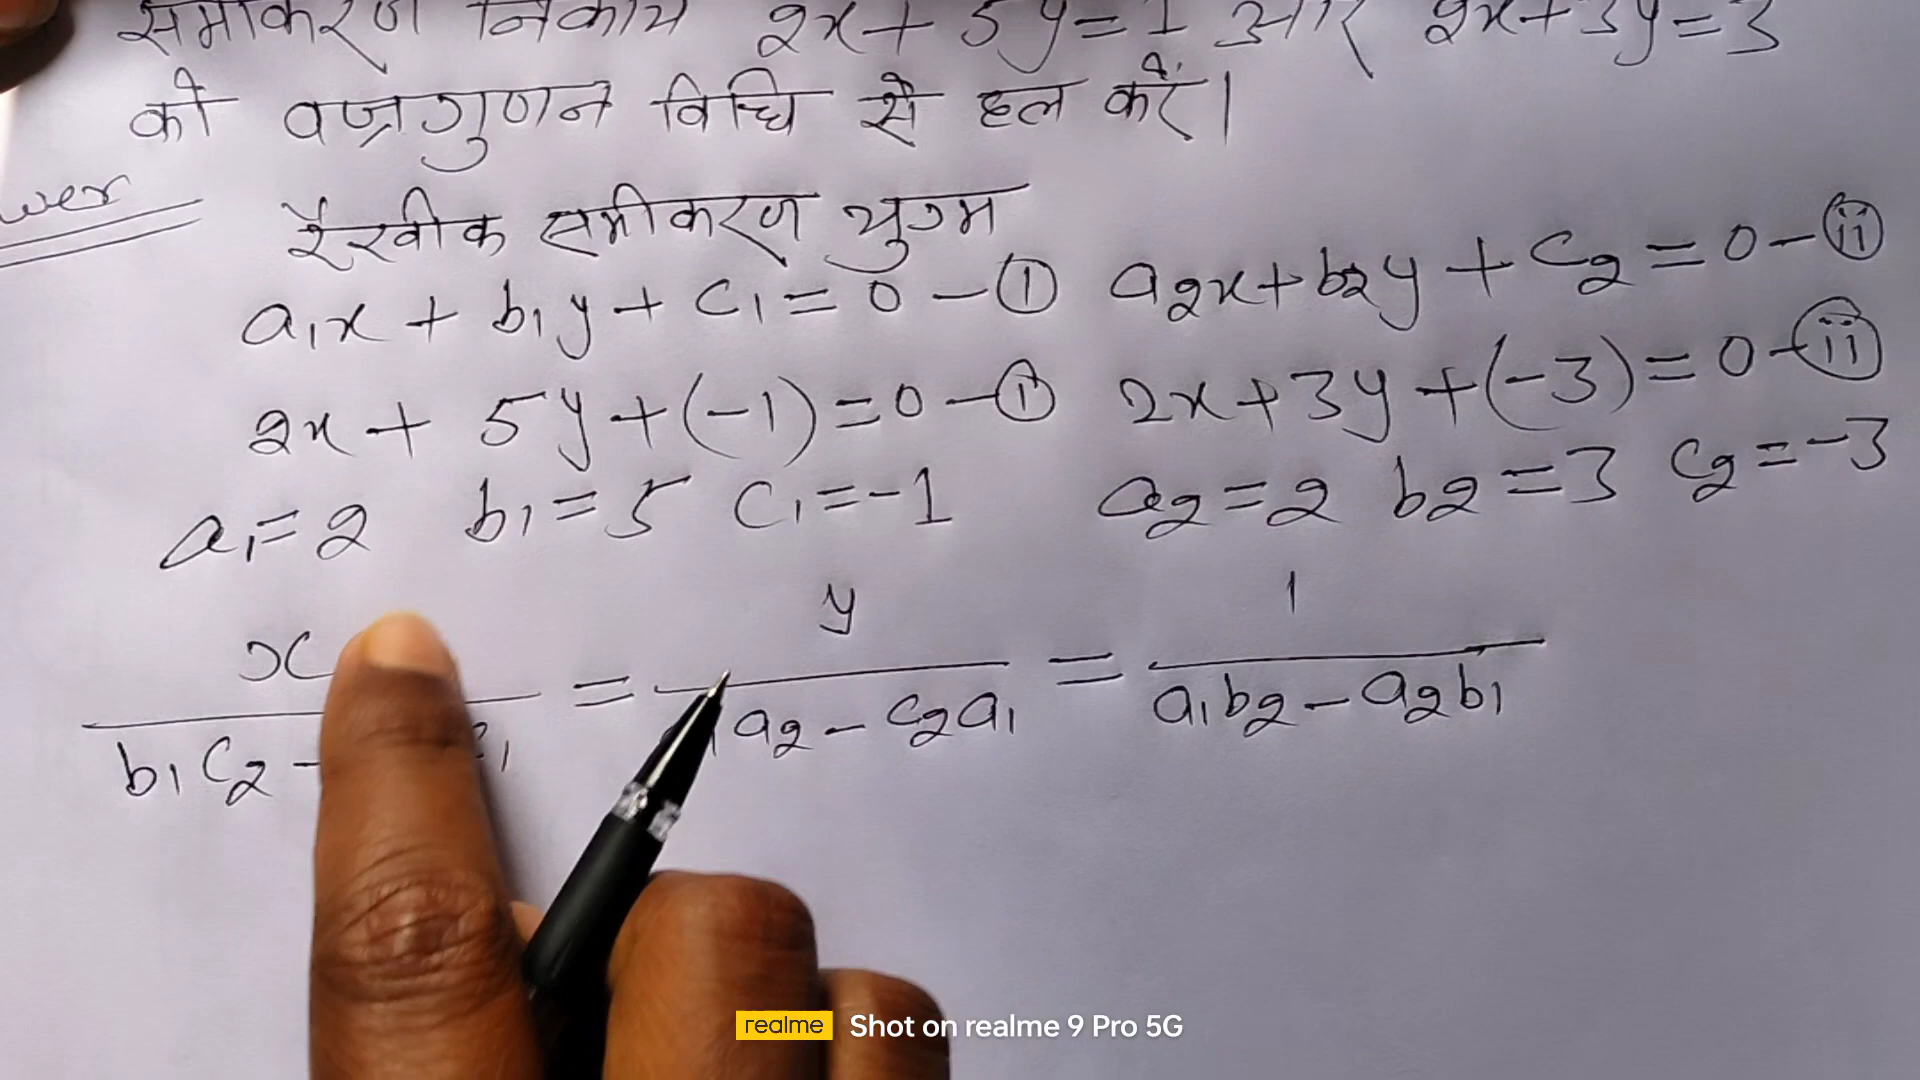 समीकरण निकाय 2x + 5y = 1 और 2x + 3y = 3
को वज्रगुणन विधि से हल करें।
wer
रैखीक समीकरण युग्म
a₁x + b₁y + c₁ = 0 - ⓘ a₂x + b₂y + c₂ = 0 - ⓘⓘ
2x + 5y + (-1) = 0 - ⓘ 2x + 3y + (-3) = 0 - ⓘⓘ
a₁ = 2 b₁ = 5 c₁ = -1 a₂ = 2 b₂ = 3 c₂ = -3
x y 1
b₁c₂ - c₁ = a₂ - c₂a₁ = a₁b₂ - a₂b₁
realme Shot on realme 9 Pro 5G